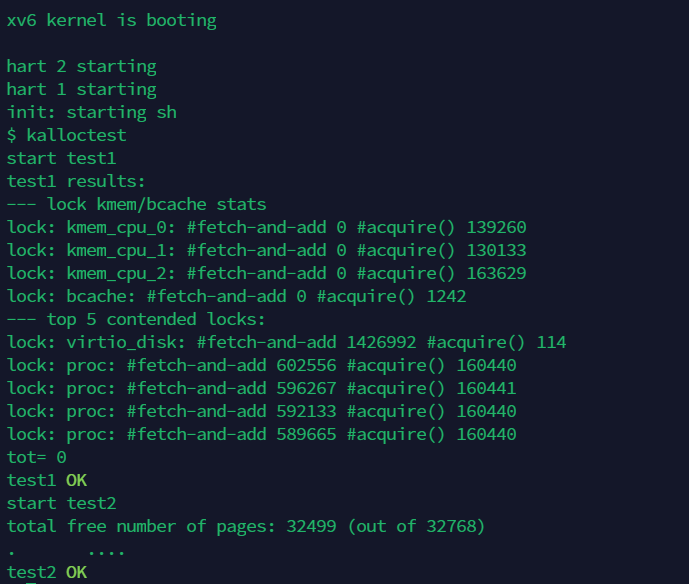 xv6 kernel is booting
hart 2 starting
hart 1 starting
init: starting sh
$ kalloctest
start test1
test1 results:
--- lock kmem/bcache stats
lock: kmem_cpu_0: #fetch-and-add 0 #acquire() 139260
lock: kmem_cpu_1: #fetch-and-add 0 #acquire() 130133
lock: kmem_cpu_2: #fetch-and-add 0 #acquire() 163629
lock: bcache: #fetch-and-add 0 #acquire() 1242
--- top 5 contended locks:
lock: virtio_disk: #fetch-and-add 1426992 #acquire() 114
lock: proc: #fetch-and-add 602556 #acquire() 160440
lock: proc: #fetch-and-add 596267 #acquire() 160441
lock: proc: #fetch-and-add 592133 #acquire() 160440
lock: proc: #fetch-and-add 589665 #acquire() 160440
tot= 0
test1 OK
start test2
total free number of pages: 32499 (out of 32768)
.      ....
test2 OK